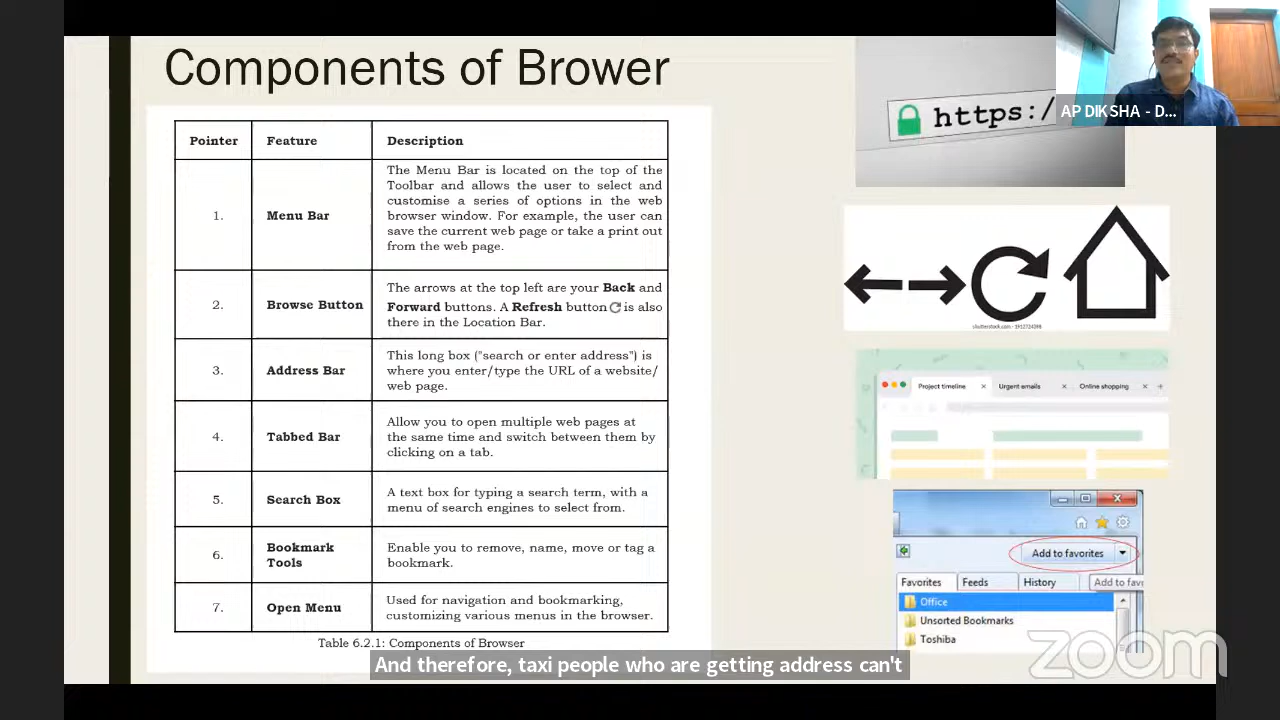 Components of Brower
Pointer Feature Description
1. Menu Bar
The Menu Bar is located on the top of the
Toolbar and allows the user to select and
customise a series of options in the web
browser window. For example, the user can
save the current web page or take a print out
from the web page.
2. Browse Button
The arrows at the top left are your Back and
Forward buttons. A Refresh button is also
there in the Location Bar.
3. Address Bar
This long box ("search or enter address") is
where you enter/type the URL of a website/
web page.
4. Tabbed Bar
Allow you to open multiple web pages at
the same time and switch between them by
clicking on a tab.
5. Search Box
A text box for typing a search term, with a
menu of search engines to select from.
6. Bookmark
Tools
Enable you to remove, name, move or tag a
bookmark.
7. Open Menu
Used for navigation and bookmarking,
customizing various menus in the browser.
Table 6.2.1: Components of Browser
https:/
AP DIKSHA - D...
shutterstock.com · 1912724398
Project timeline × Urgent emails × Online shopping × +
Add to favorites
Favorites Feeds History Add to fav
Office
Unsorted Bookmarks
Toshiba
zoom
And therefore, taxi people who are getting address can't